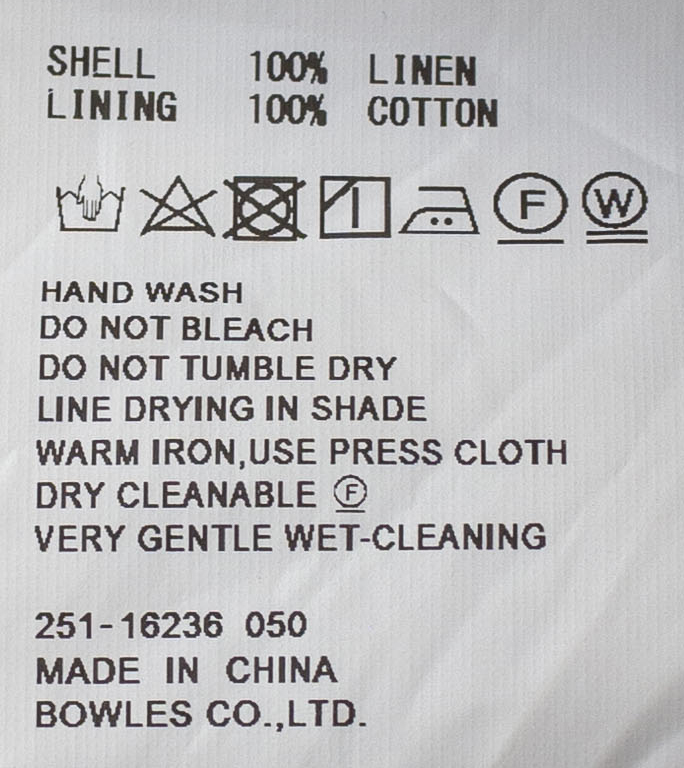 SHELL 100% LINEN
LINING 100% COTTON
F W
HAND WASH
DO NOT BLEACH
DO NOT TUMBLE DRY
LINE DRYING IN SHADE
WARM IRON,USE PRESS CLOTH
DRY CLEANABLE Ⓕ
VERY GENTLE WET-CLEANING
251-16236 050
MADE IN CHINA
BOWLES CO.,LTD.